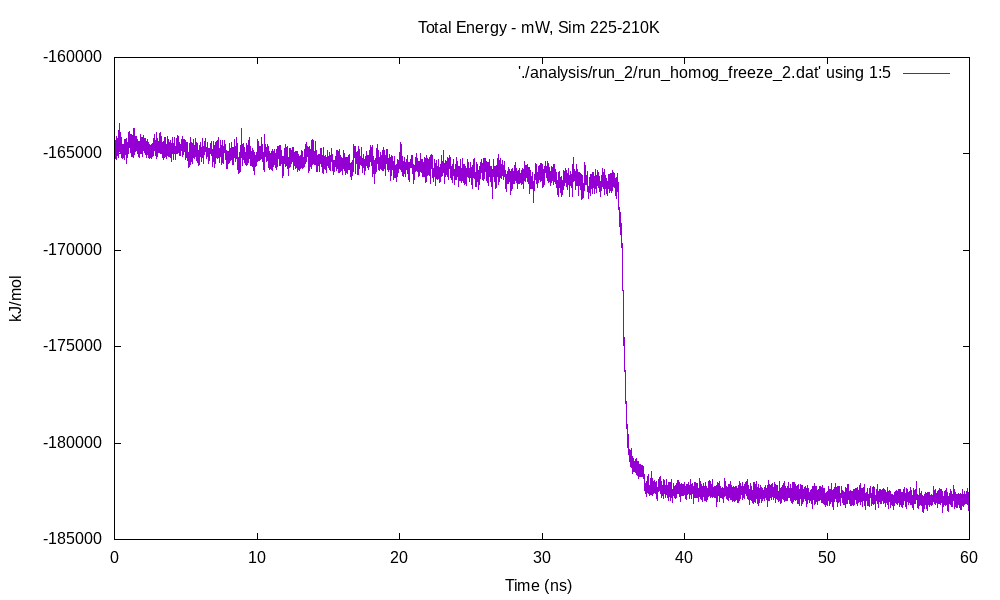 Total Energy - mW, Sim 225-210K
'./analysis/run_2/run_homog_freeze_2.dat' using 1:5
-160000
-165000
-170000
-175000
-180000
-185000
kJ/mol
0 10 20 30 40 50 60
Time (ns)